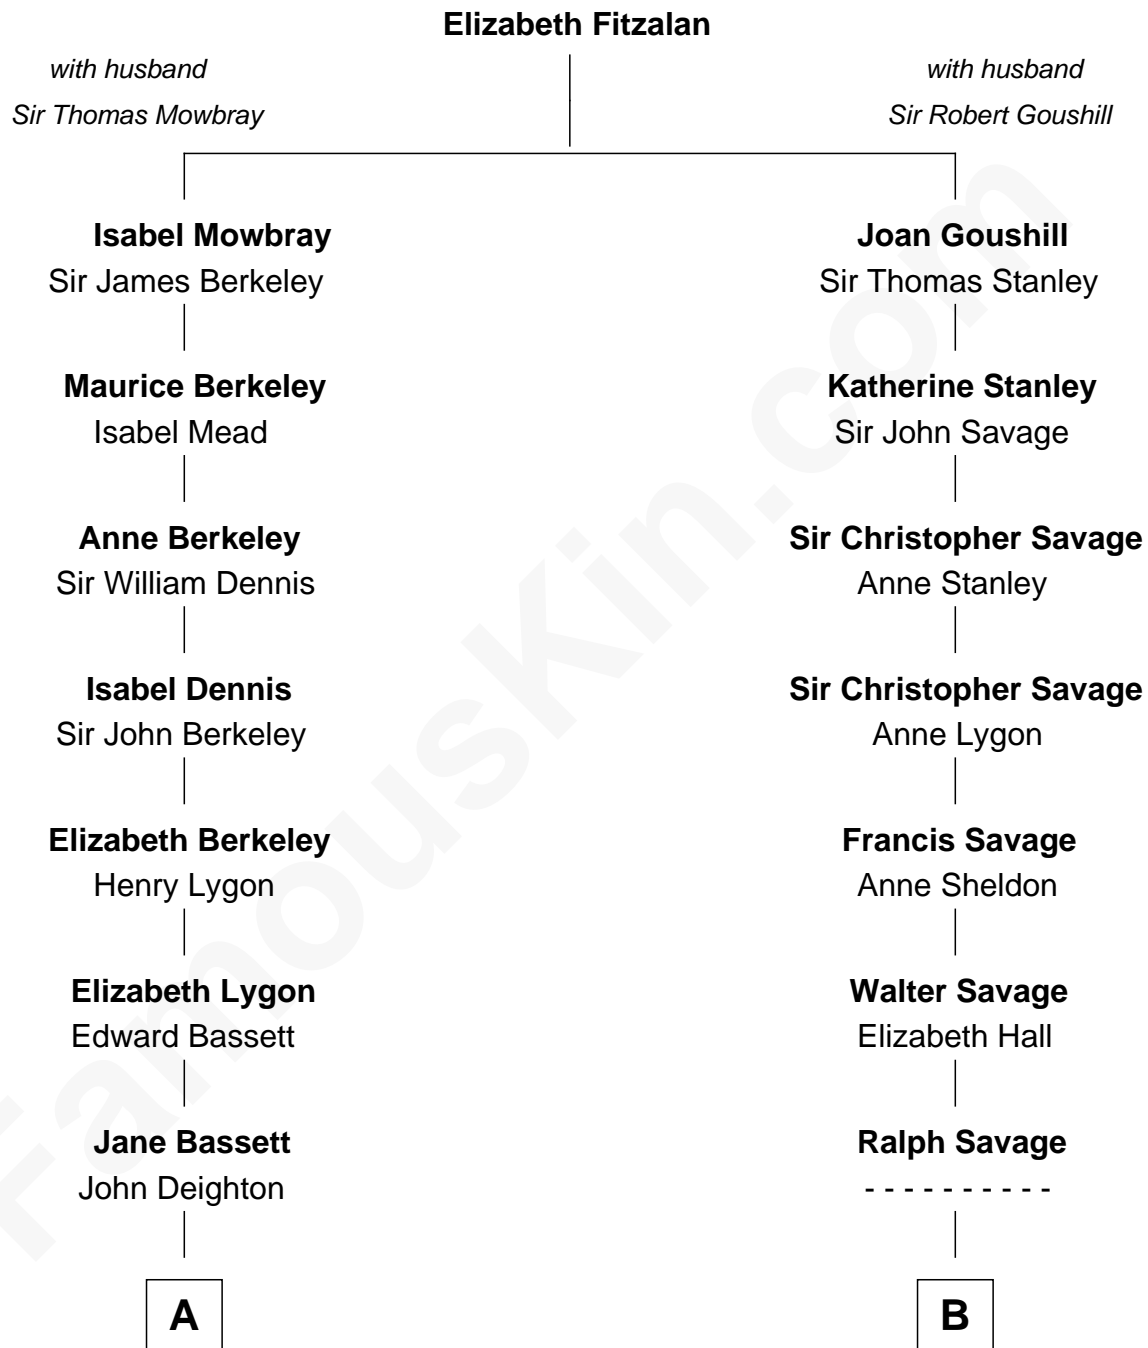 Elizabeth Fitzalan
with husband
Sir Thomas Mowbray
with husband
Sir Robert Goushill
Isabel Mowbray
Sir James Berkeley
Joan Goushill
Sir Thomas Stanley
Maurice Berkeley
Isabel Mead
Katherine Stanley
Sir John Savage
Anne Berkeley
Sir William Dennis
Sir Christopher Savage
Anne Stanley
Isabel Dennis
Sir John Berkeley
Sir Christopher Savage
Anne Lygon
Elizabeth Berkeley
Henry Lygon
Francis Savage
Anne Sheldon
Elizabeth Lygon
Edward Bassett
Walter Savage
Elizabeth Hall
Jane Bassett
John Deighton
Ralph Savage
- - - - - - - - - -
A
B
FamousKin.com